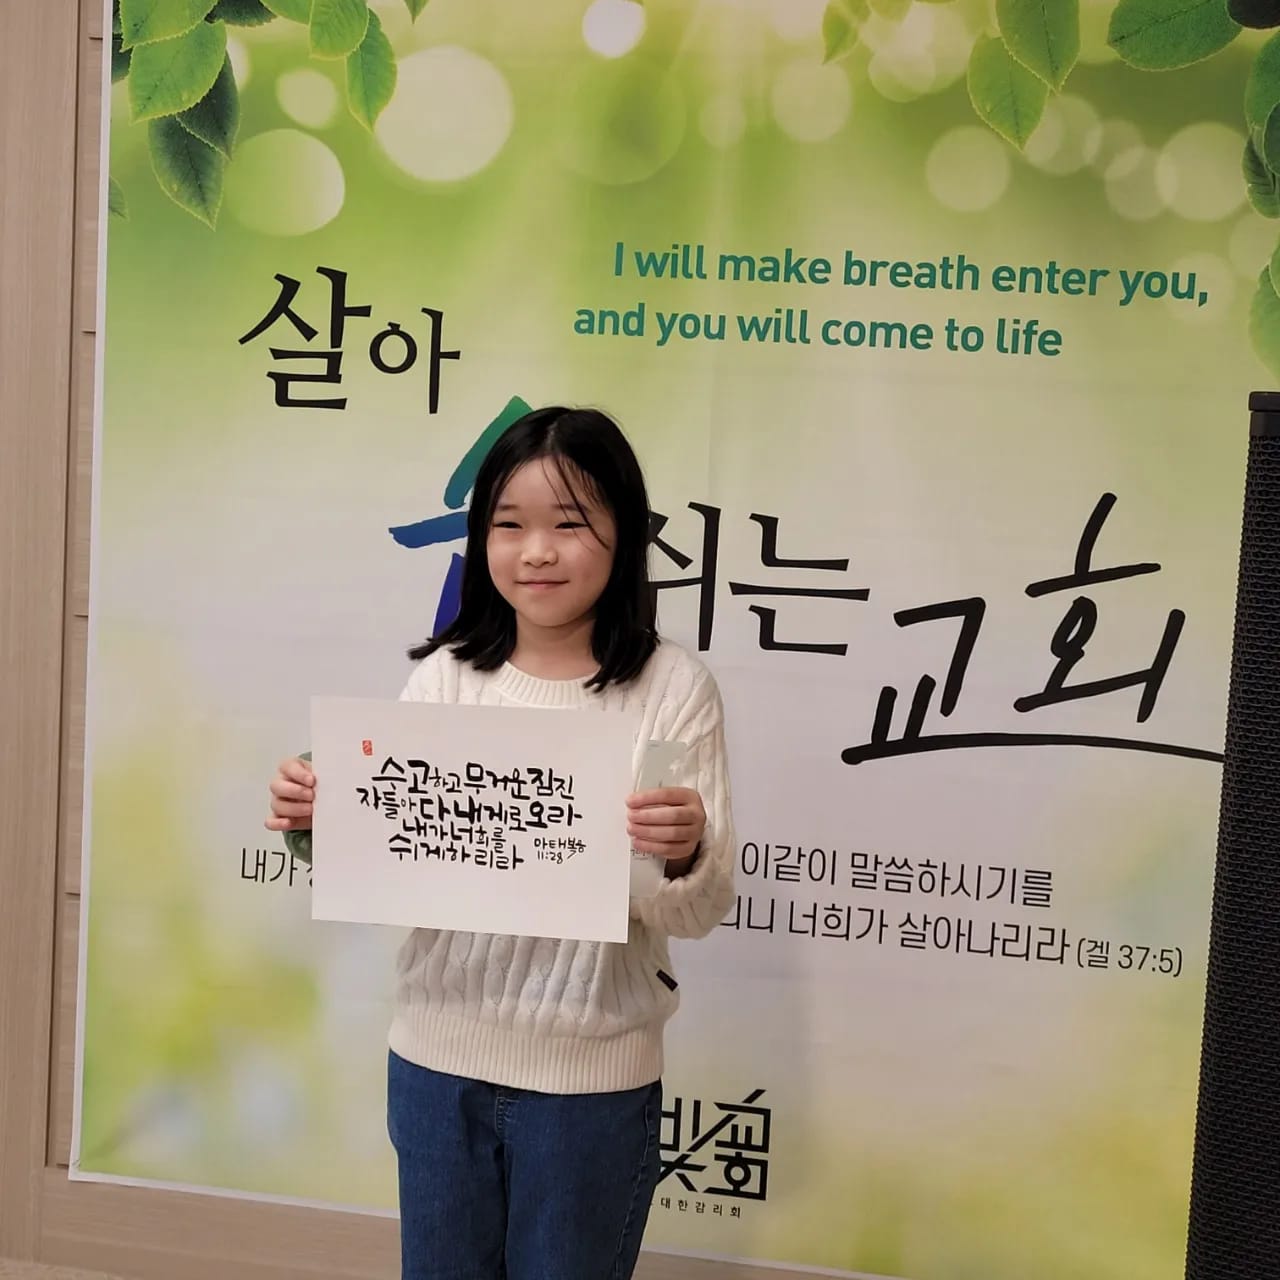 I will make breath enter you,
and you will come to life
살아
쉬는
교회
수고하고 무거운 짐진
자들아 다 내게로 오라
내가 너희를
쉬게하리라
마태복음
11:28
내가
이같이 말씀하시기를
니 너희가 살아나리라 (겔 37:5)
빛교회
대한감리회